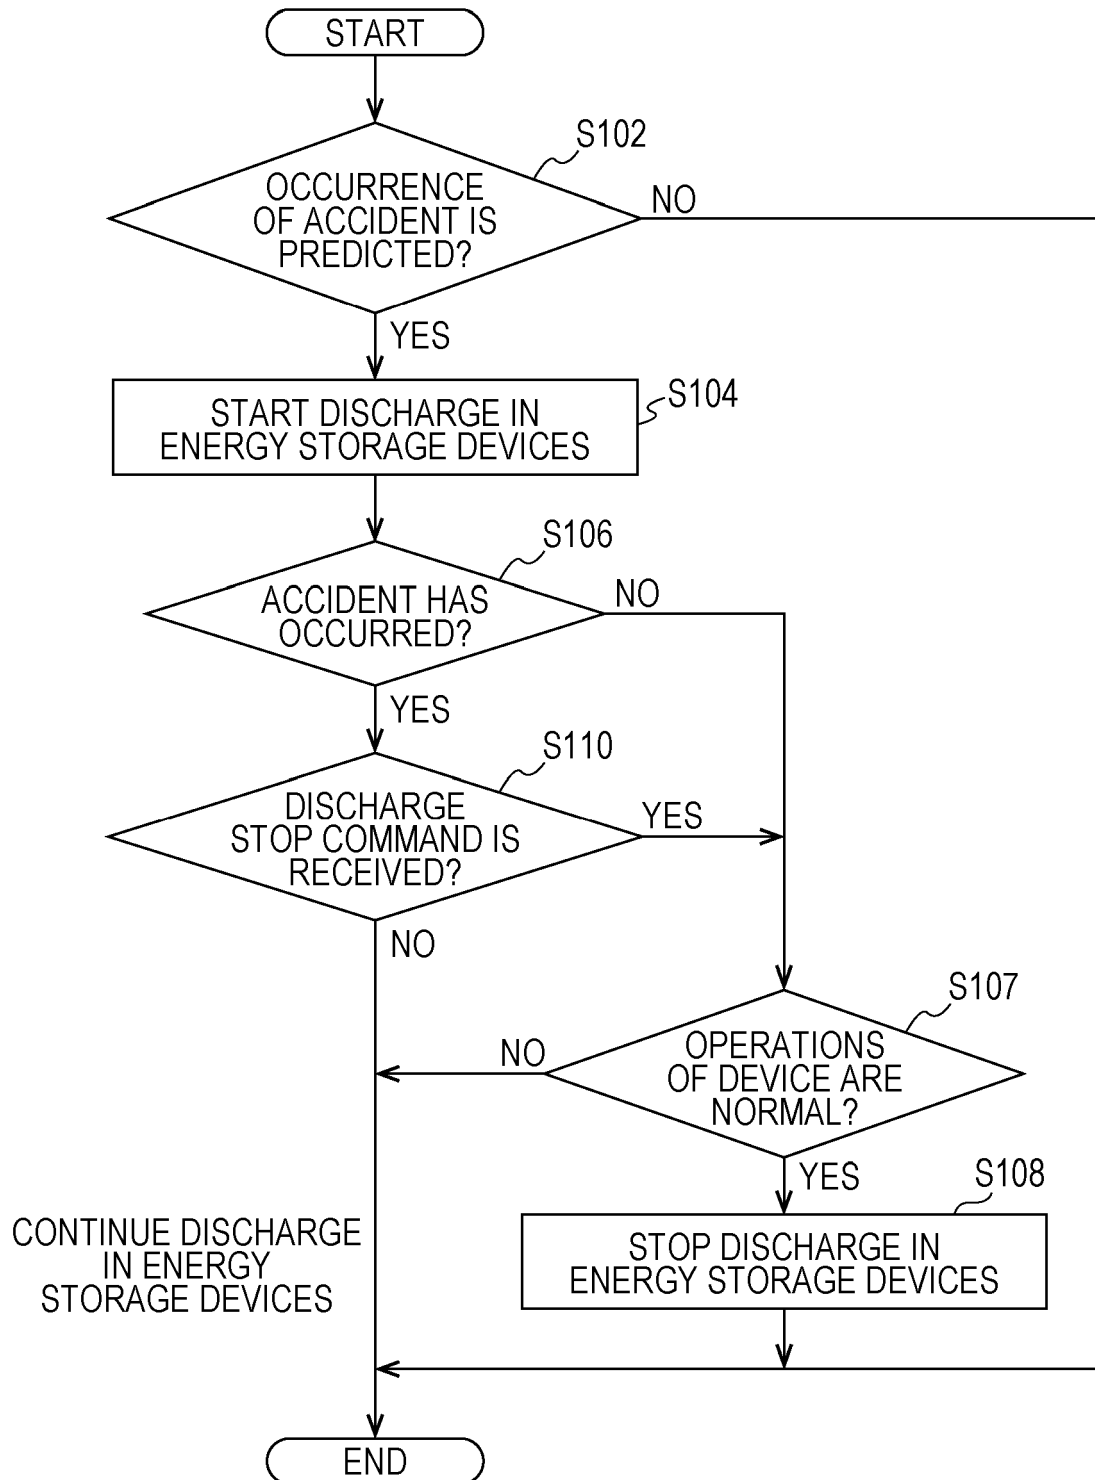 START
S102
OCCURRENCE
OF ACCIDENT IS
PREDICTED?
NO
YES
S104
START DISCHARGE IN
ENERGY STORAGE DEVICES
S106
ACCIDENT HAS
OCCURRED?
NO
YES
S110
DISCHARGE
STOP COMMAND IS
RECEIVED?
YES
NO
S107
OPERATIONS
OF DEVICE ARE
NORMAL?
NO
YES
S108
STOP DISCHARGE IN
ENERGY STORAGE DEVICES
CONTINUE DISCHARGE
IN ENERGY
STORAGE DEVICES
END